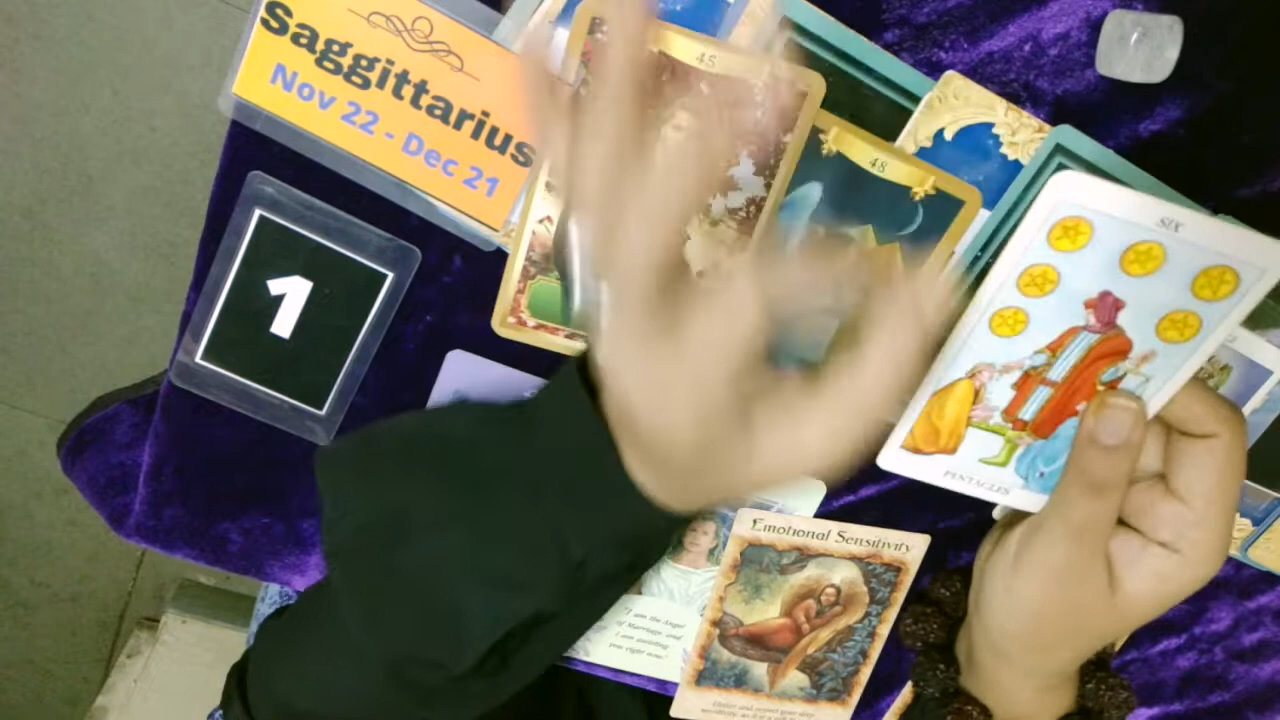 Saggittarius
Nov 22 - Dec 21
1
45
48
SIX
PENTACLES
Emotional Sensitivity
"I am the Angel
of Marriage, and
I am assisting
you right now."